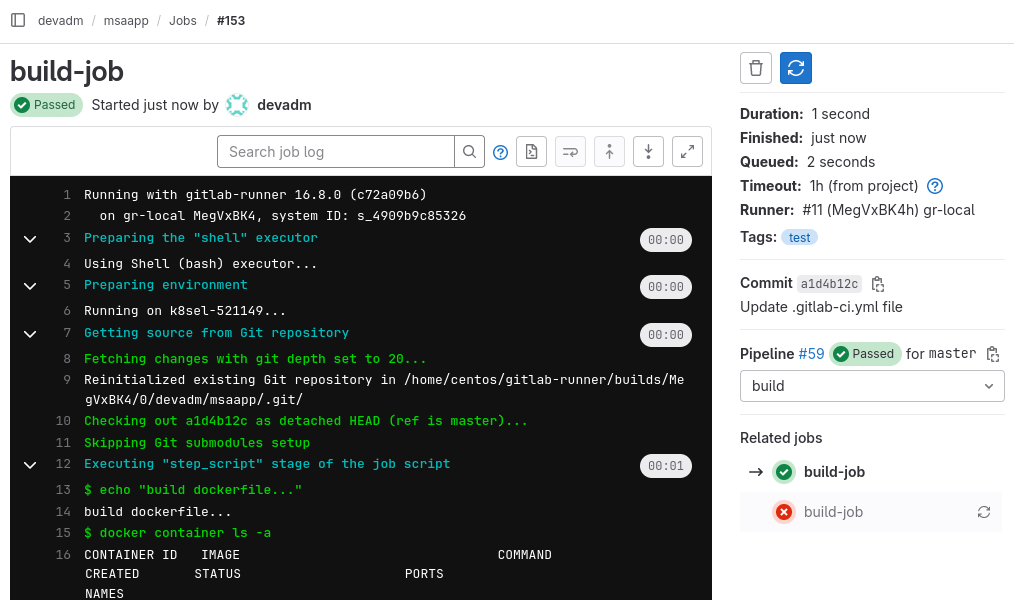 devadm / msaapp / Jobs / #153
build-job
Passed Started just now by devadm
Search job log
1 Running with gitlab-runner 16.8.0 (c72a09b6)
2 on gr-local MegVxBK4, system ID: s_4909b9c85326
3 Preparing the "shell" executor 00:00
4 Using Shell (bash) executor...
5 Preparing environment 00:00
6 Running on k8sel-521149...
7 Getting source from Git repository 00:00
8 Fetching changes with git depth set to 20...
9 Reinitialized existing Git repository in /home/centos/gitlab-runner/builds/Me
gVxBK4/0/devadm/msaapp/.git/
10 Checking out a1d4b12c as detached HEAD (ref is master)...
11 Skipping Git submodules setup
12 Executing "step_script" stage of the job script 00:01
13 $ echo "build dockerfile..."
14 build dockerfile...
15 $ docker container ls -a
16 CONTAINER ID IMAGE COMMAND
CREATED STATUS PORTS
NAMES
Duration: 1 second
Finished: just now
Queued: 2 seconds
Timeout: 1h (from project)
Runner: #11 (MegVxBK4h) gr-local
Tags: test
Commit a1d4b12c
Update .gitlab-ci.yml file
Pipeline #59 Passed for master
build
Related jobs
→ build-job
build-job